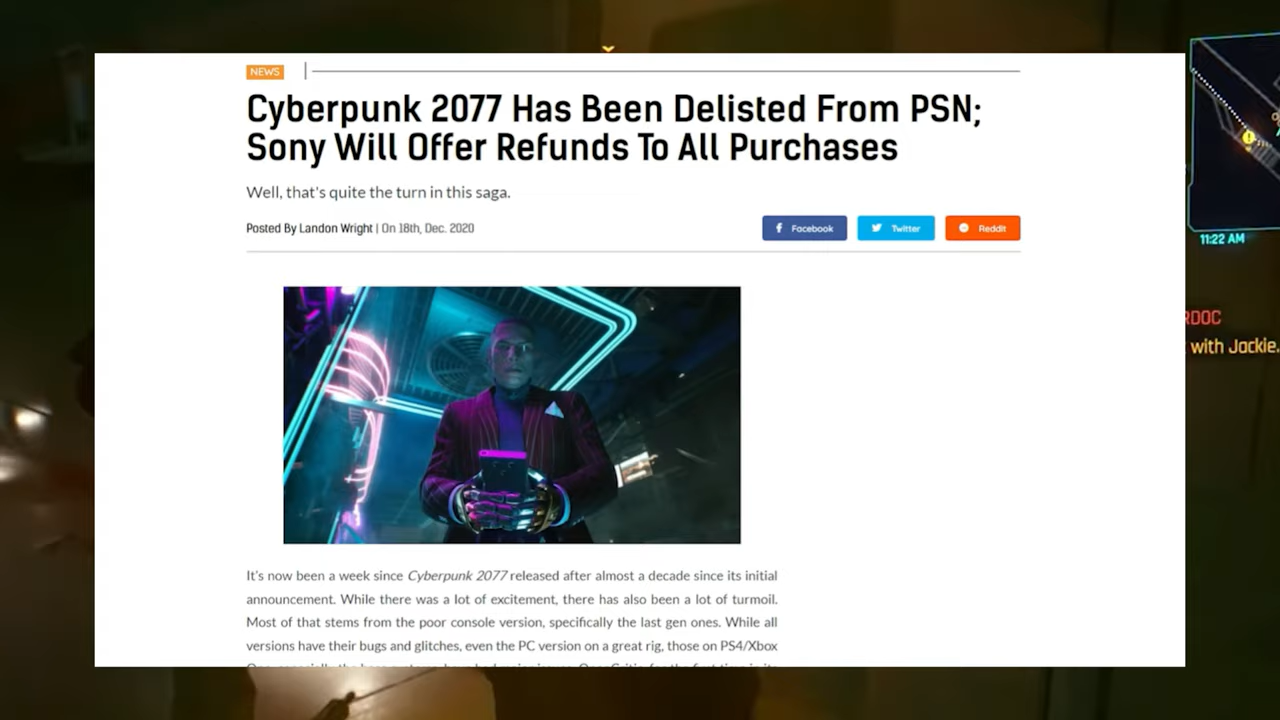 NEWS
Cyberpunk 2077 Has Been Delisted From PSN;
Sony Will Offer Refunds To All Purchases
Well, that's quite the turn in this saga.
Posted By Landon Wright | On 18th, Dec. 2020
Facebook
Twitter
Reddit
11:22 AM
RDOC
with Jackie.
It's now been a week since Cyberpunk 2077 released after almost a decade since its initial
announcement. While there was a lot of excitement, there has also been a lot of turmoil.
Most of that stems from the poor console version, specifically the last gen ones. While all
versions have their bugs and glitches, even the PC version on a great rig, those on PS4/Xbox